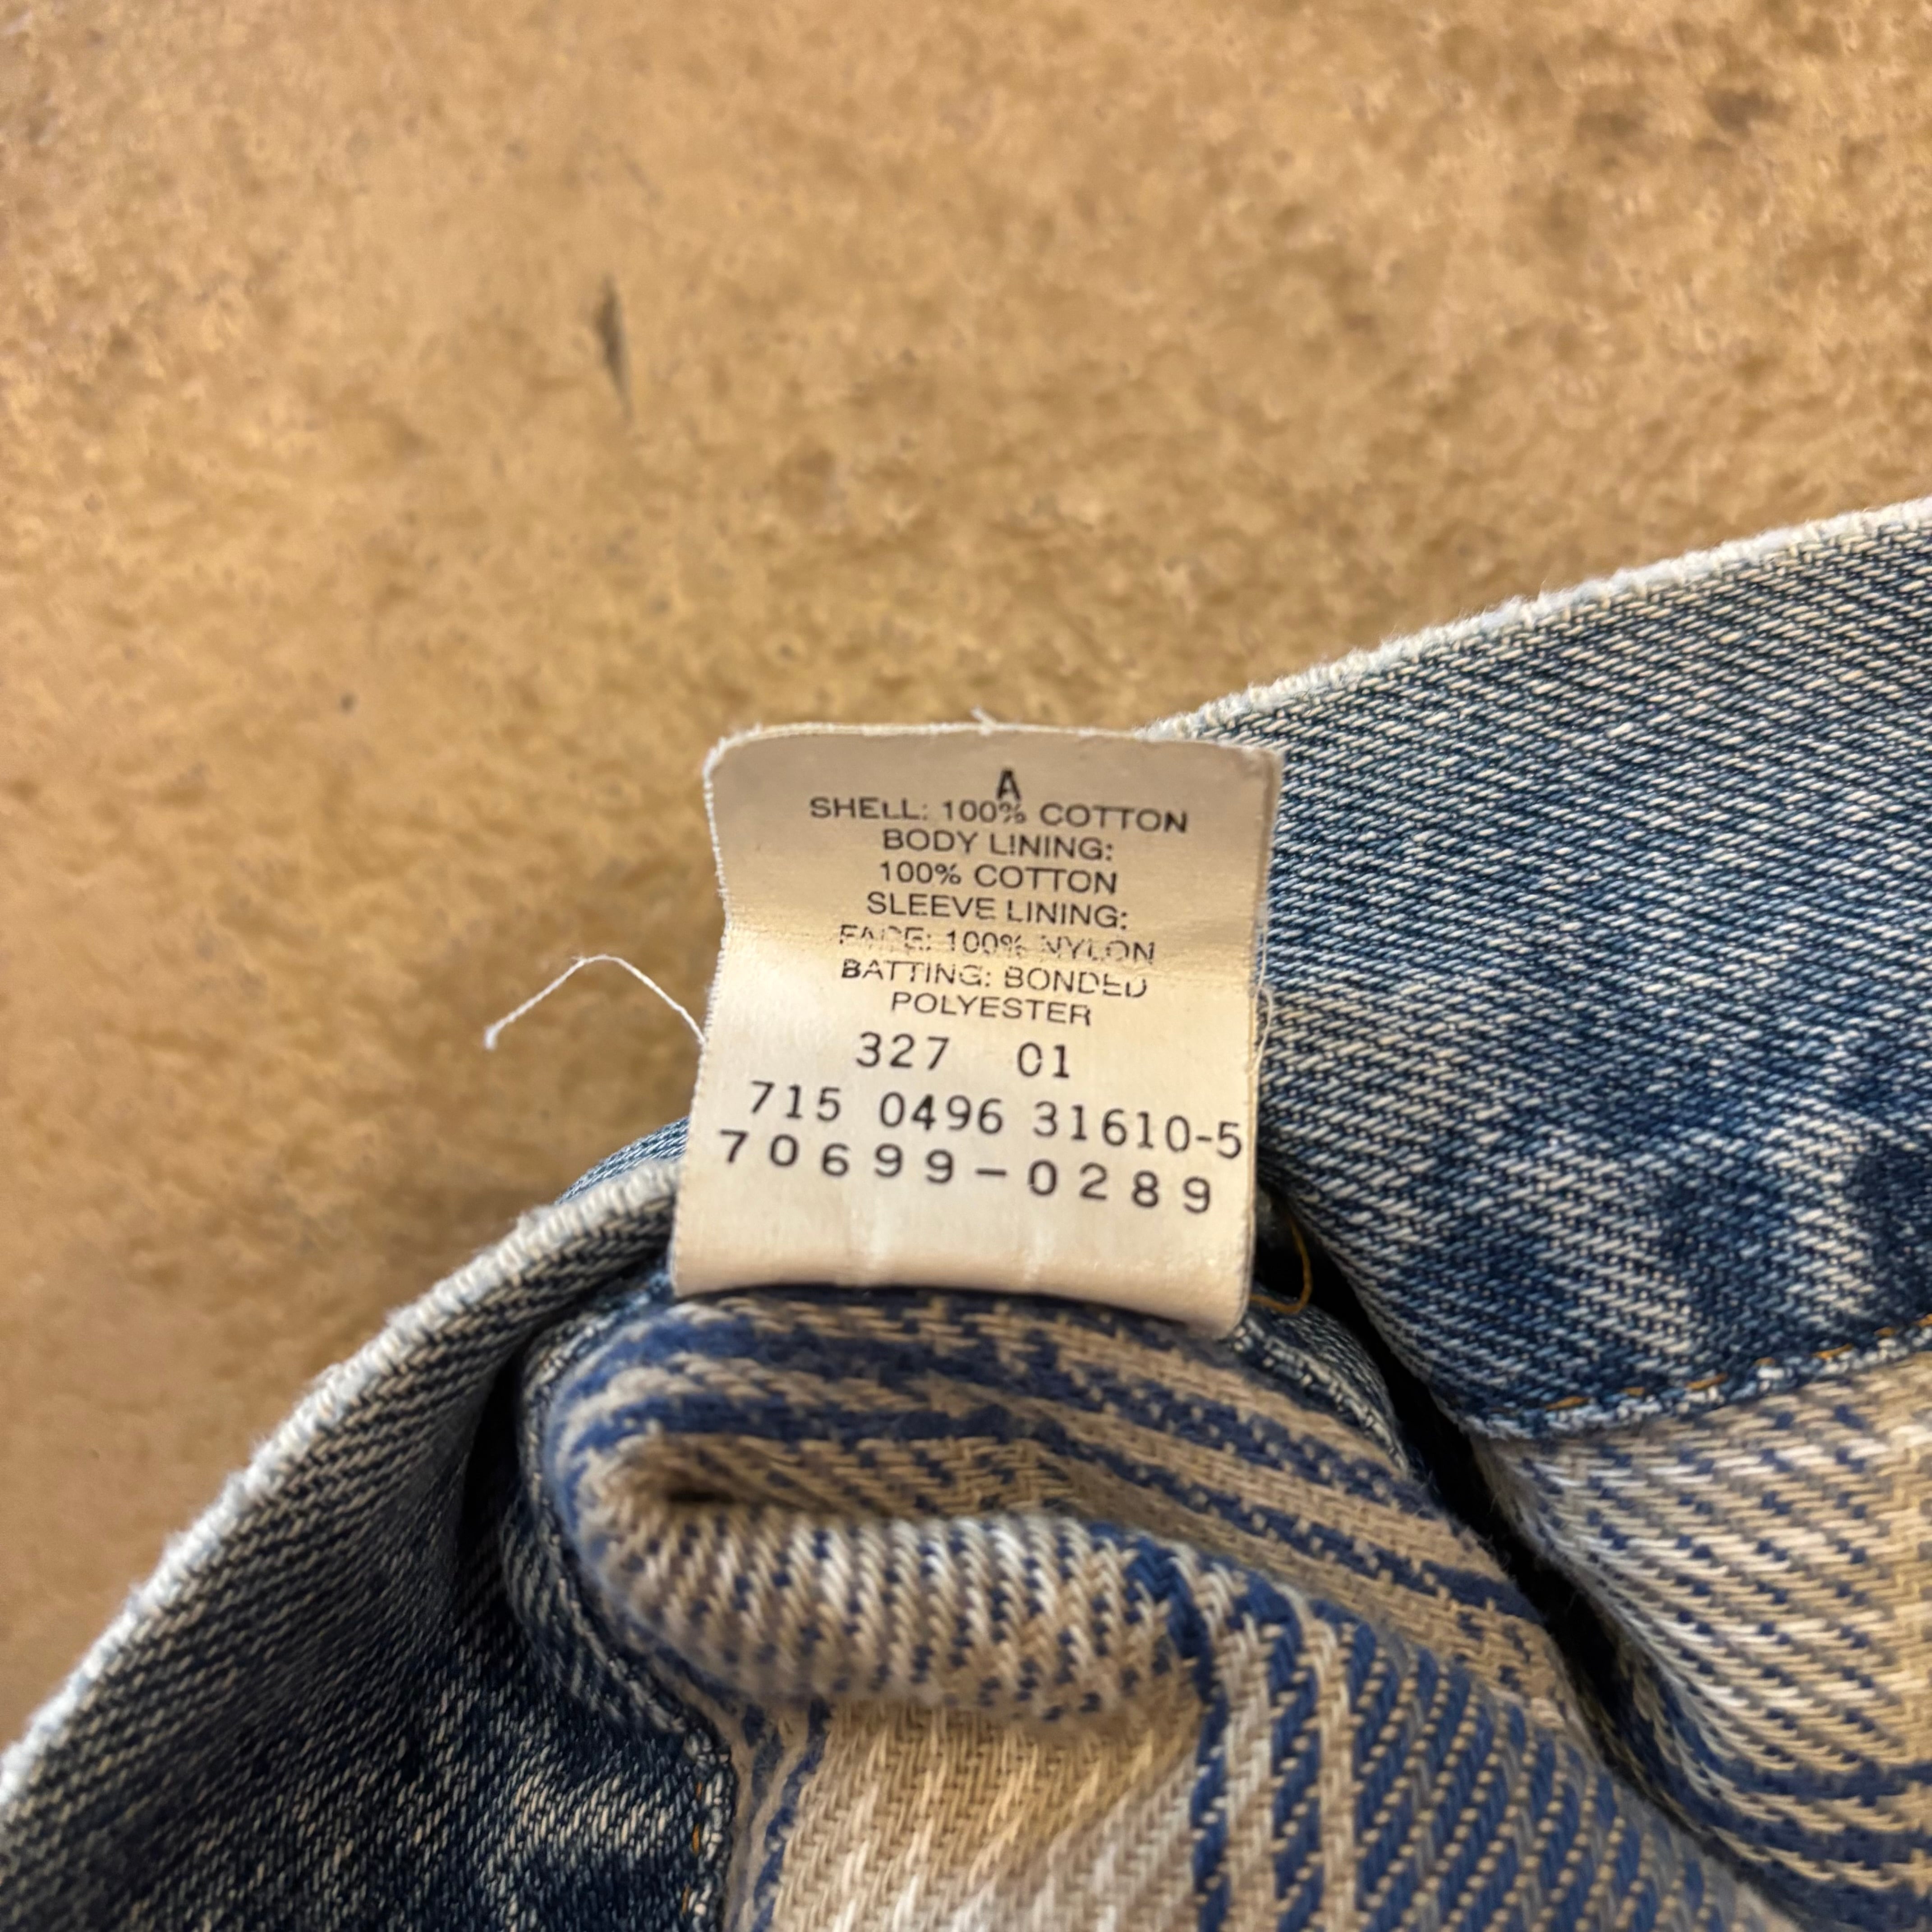 A
SHELL: 100% COTTON
BODY LINING:
100% COTTON
SLEEVE LINING:
FACE: 100% NYLON
BATTING: BONDED
POLYESTER
327 01
715 0496 31610-5
70699-0289